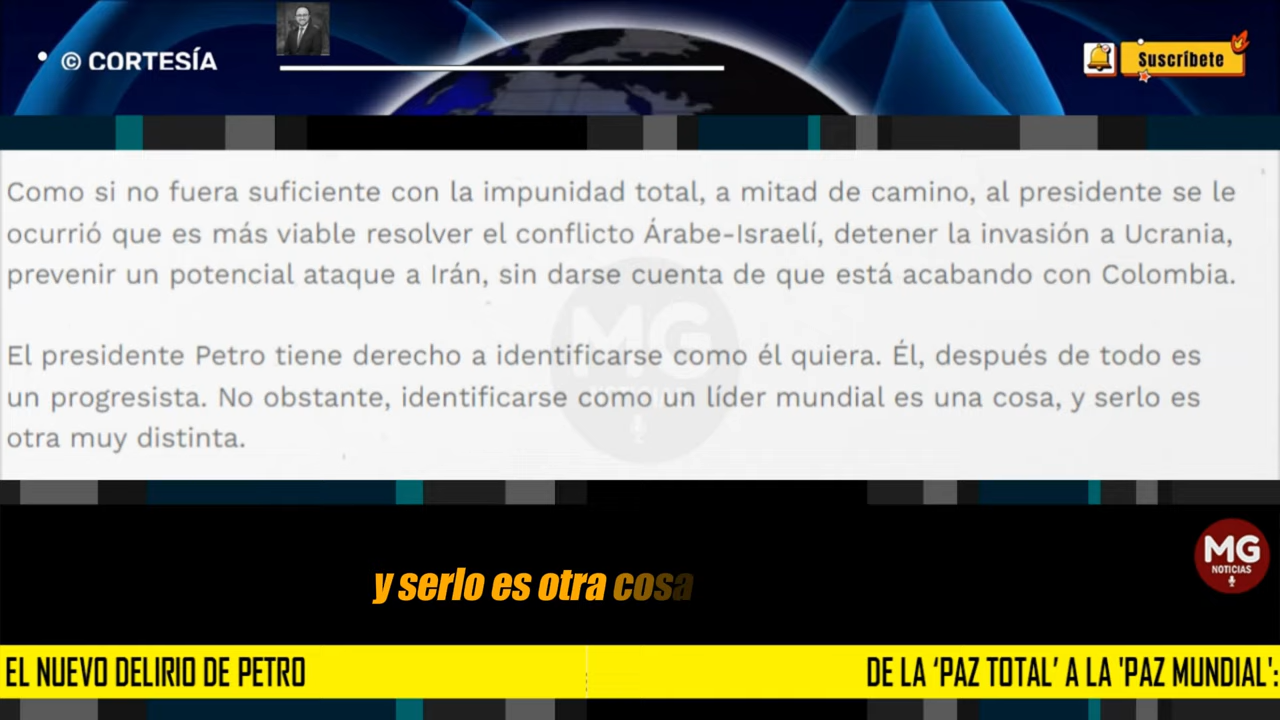 © CORTESÍA
Suscríbete
Como si no fuera suficiente con la impunidad total, a mitad de camino, al presidente se le
ocurrió que es más viable resolver el conflicto Árabe-Israelí, detener la invasión a Ucrania,
prevenir un potencial ataque a Irán, sin darse cuenta de que está acabando con Colombia.
El presidente Petro tiene derecho a identificarse como él quiera. Él, después de todo es
un progresista. No obstante, identificarse como un líder mundial es una cosa, y serlo es
otra muy distinta.
MG
NOTICIAS
y serlo es otra cosa
MG
NOTICIAS
EL NUEVO DELIRIO DE PETRO
DE LA ‘PAZ TOTAL’ A LA 'PAZ MUNDIAL':